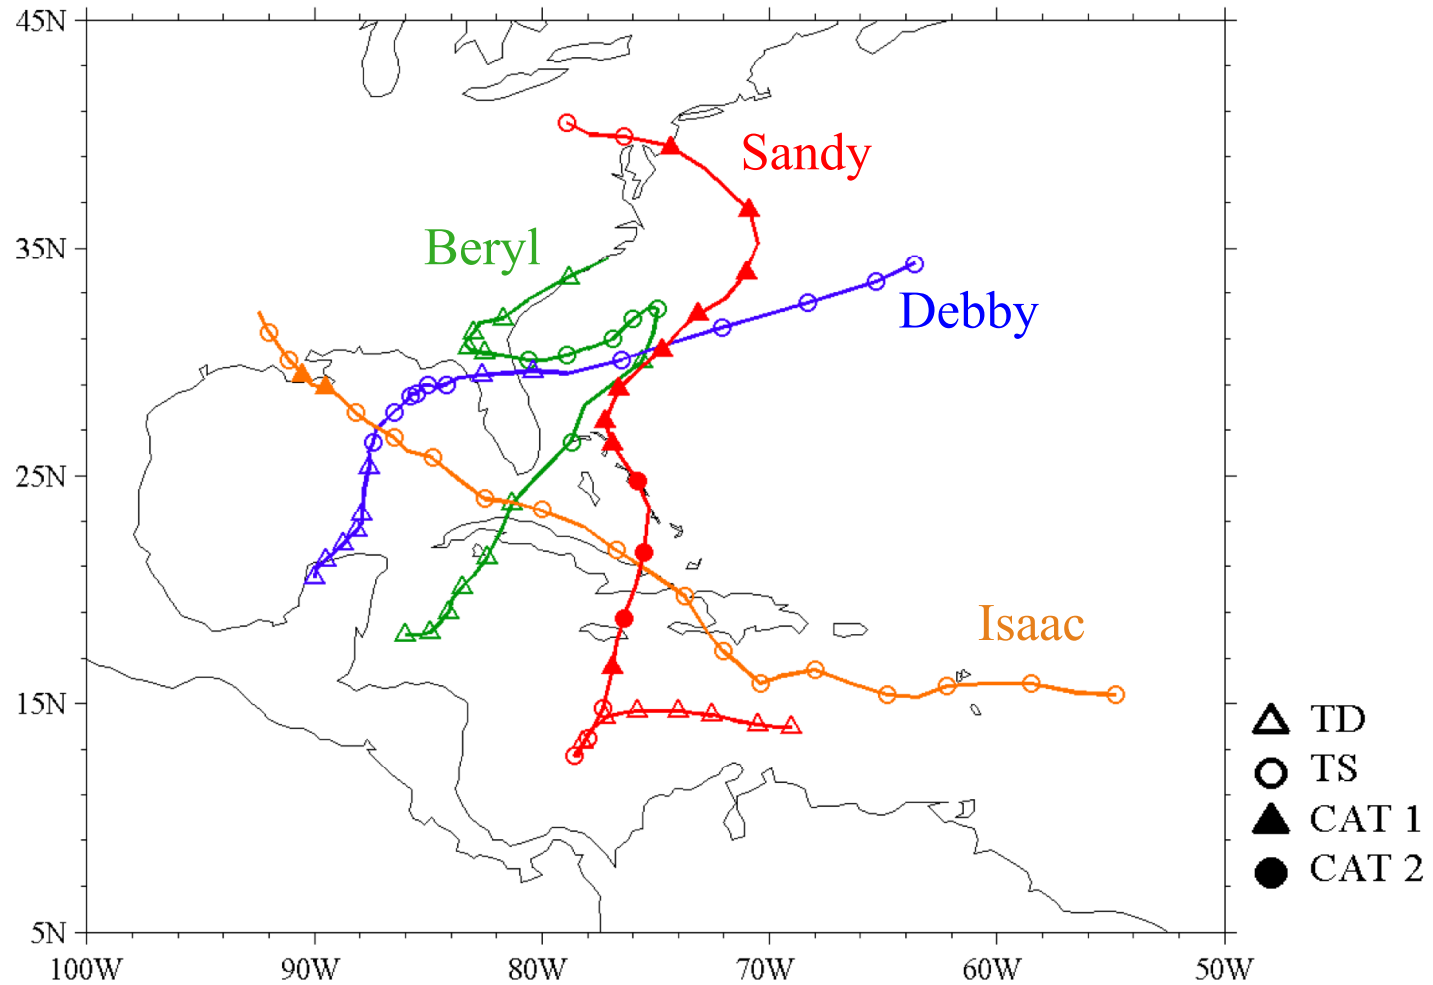 45N
Sandy
Beryl
35N
Debby
25N
Isaac
15N
TD
TS
CAT 1
CAT 2
5N
100W 90W 80W 70W 60W 50W